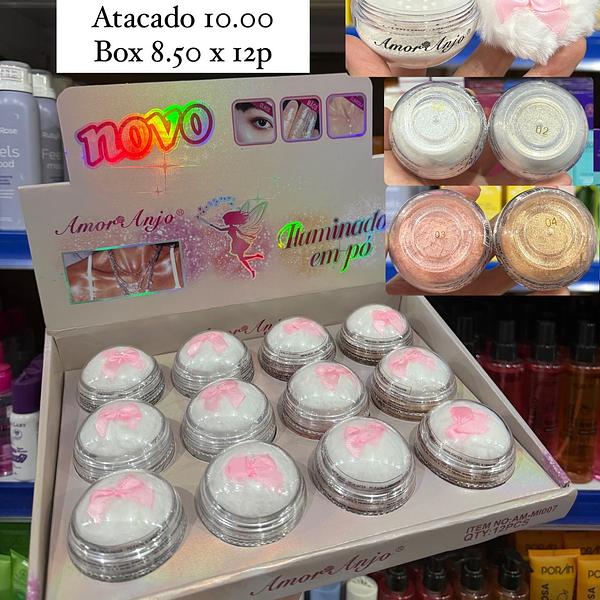 Atacado 10.00
Box 8.50 x 12p
Amor Anjo
02
03
04
novo
Amor Anjo®
Iluminado
em pó
Amor Anjo
ITEM NO:AM-MI007
QTY:12PCS
Amor Anjo®